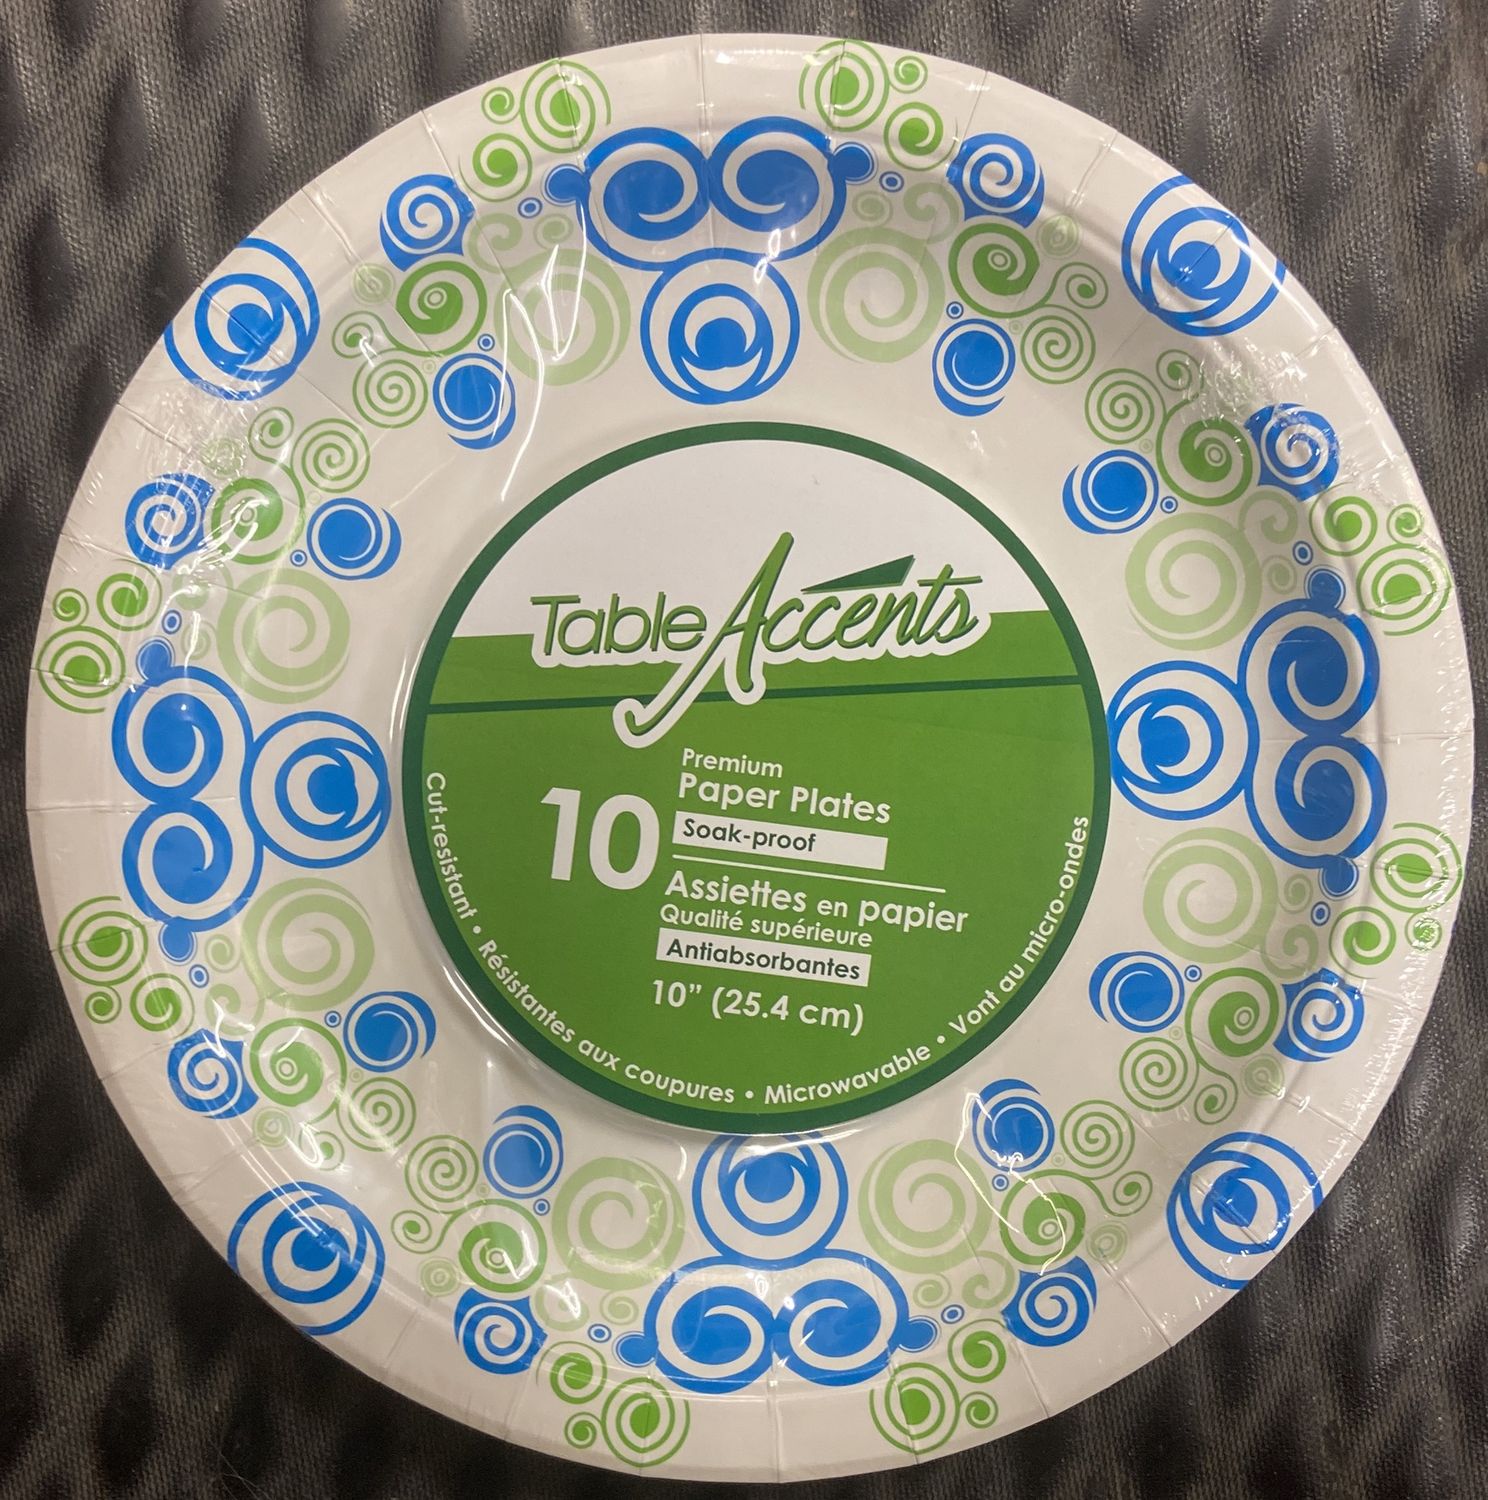 Table Accents
10
Premium
Paper Plates
Soak-proof
Assiettes en papier
Qualité supérieure
Antiabsorbantes
10" (25.4 cm)
Cut-resistant • Résistantes aux coupures • Microwavable • Vont au micro-ondes